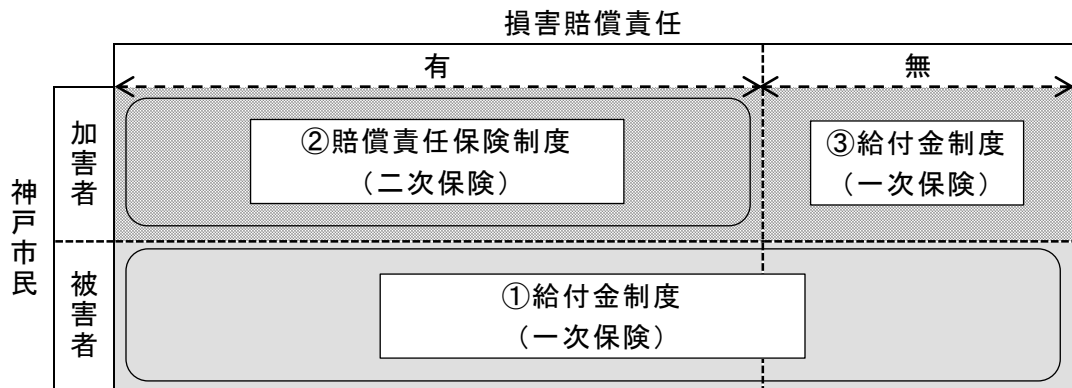 損害賠償責任
有
無
神戸市民
加害者
②賠償責任保険制度
（二次保険）
③給付金制度
（一次保険）
被害者
①給付金制度
（一次保険）